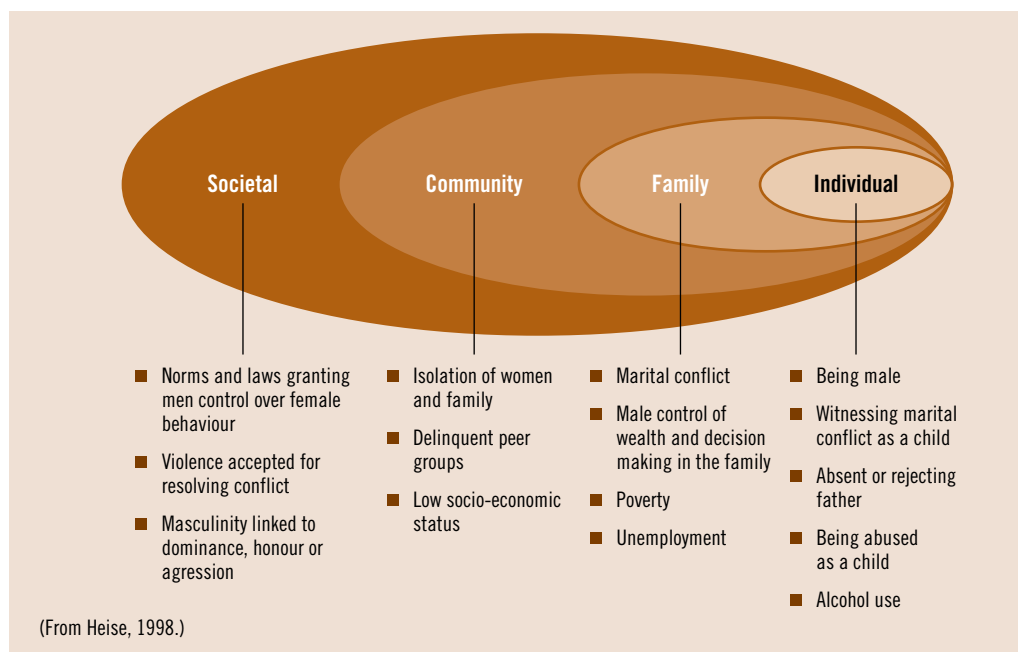 Societal
Community
Family
Individual
Norms and laws granting
men control over female
behaviour
Violence accepted for
resolving conflict
Masculinity linked to
dominance, honour or
agression
Isolation of women
and family
Delinquent peer
groups
Low socio-economic
status
Marital conflict
Male control of
wealth and decision
making in the family
Poverty
Unemployment
Being male
Witnessing marital
conflict as a child
Absent or rejecting
father
Being abused
as a child
Alcohol use
(From Heise, 1998.)